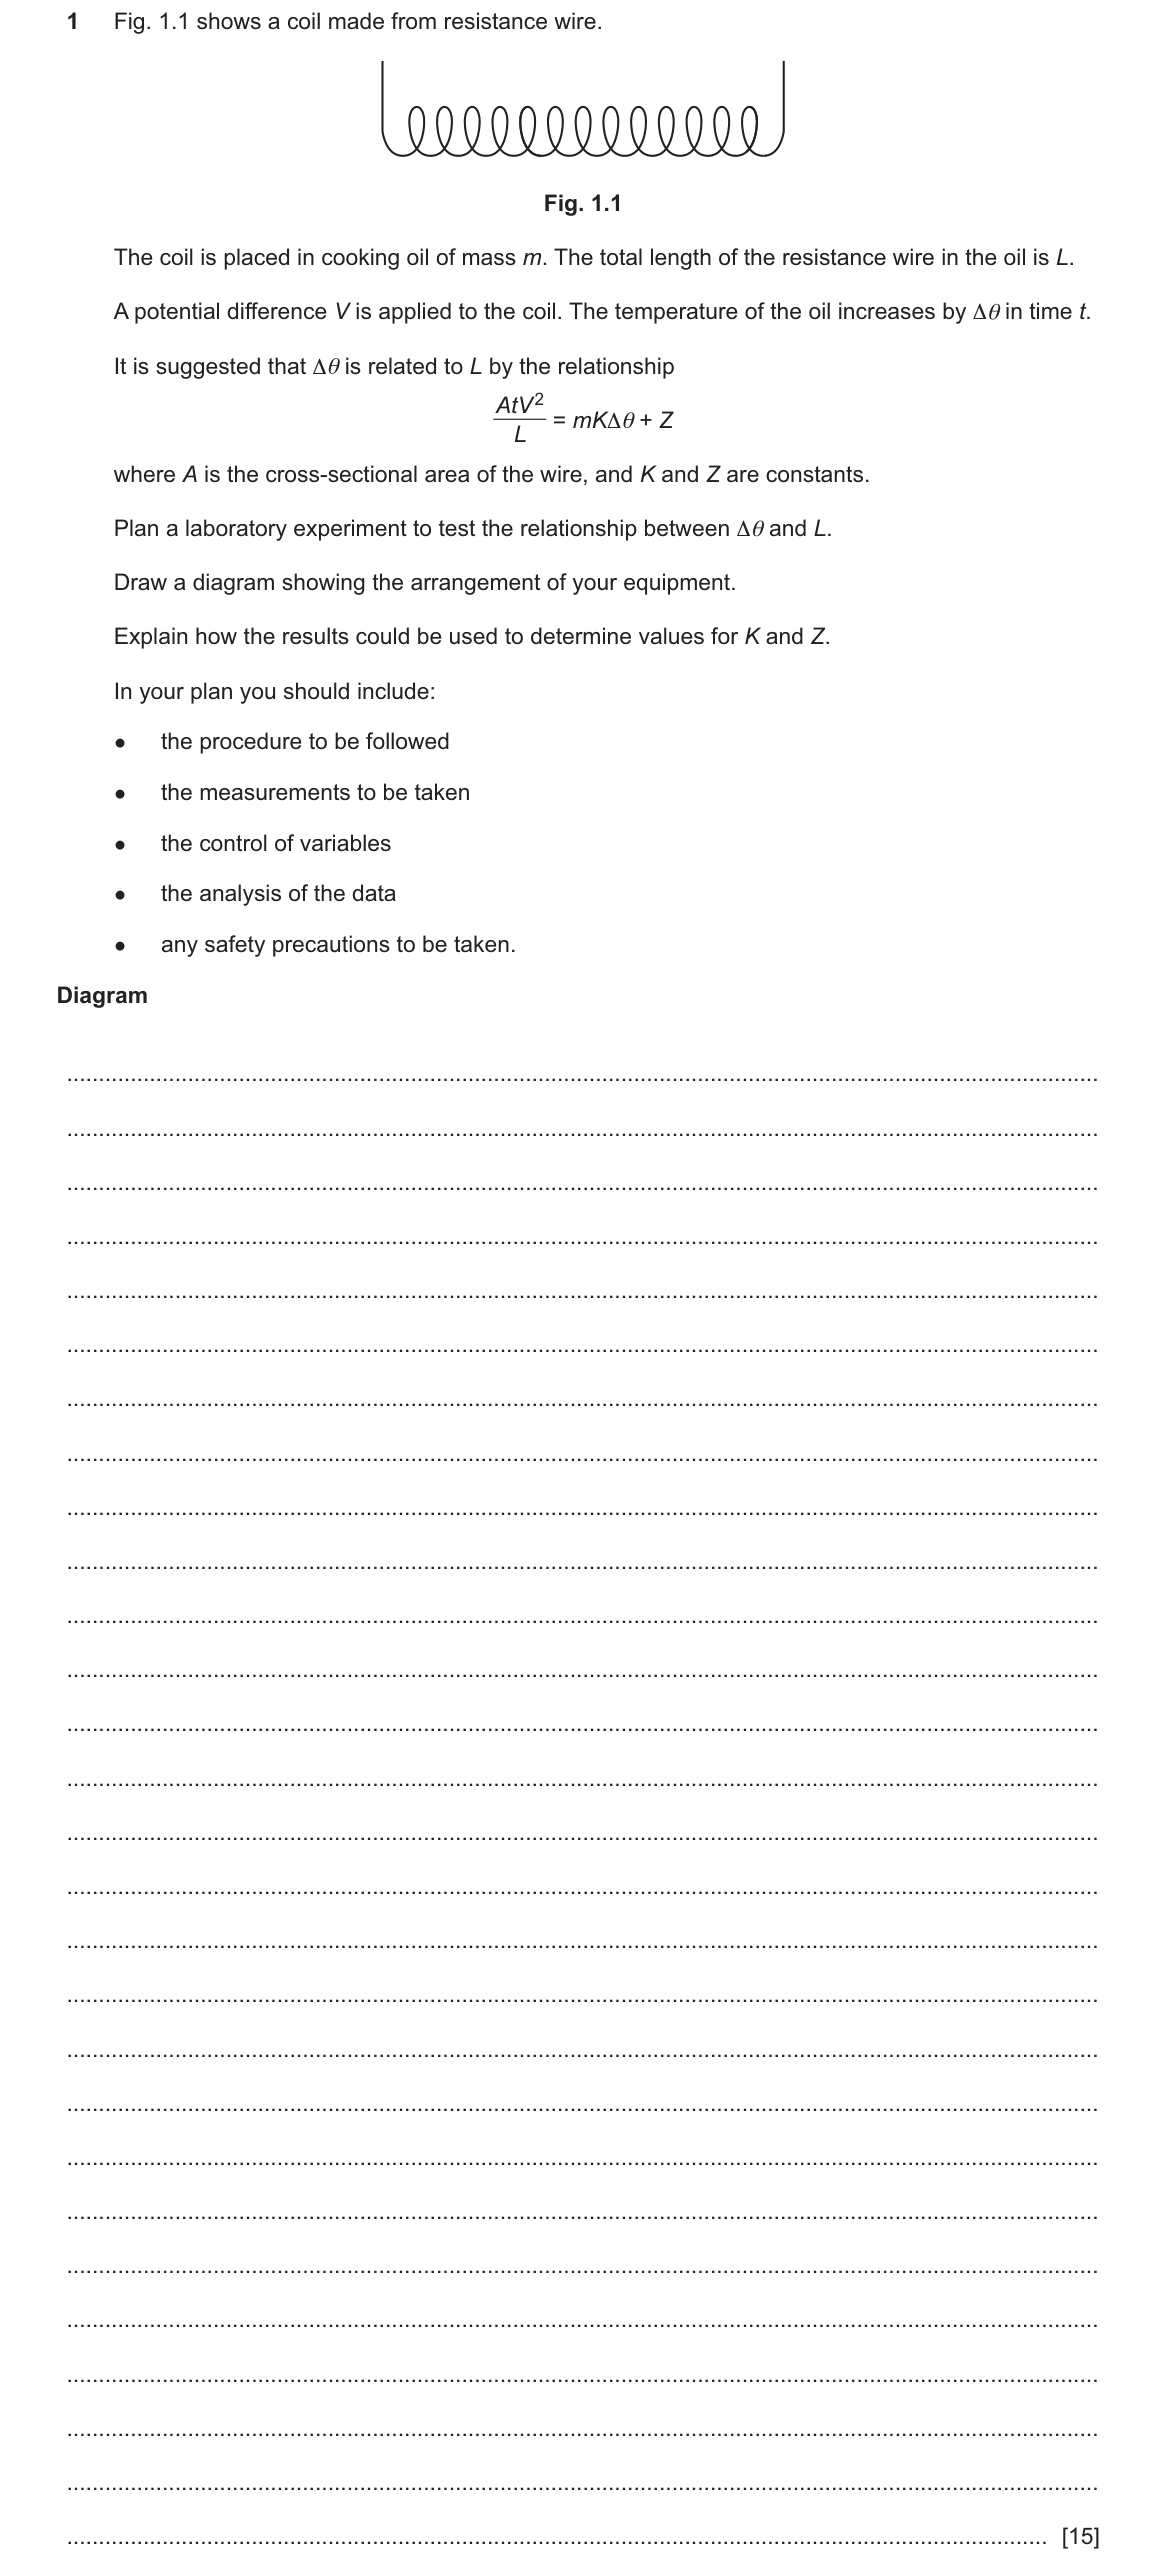 1 Fig. 1.1 shows a coil made from resistance wire.
Fig. 1.1
The coil is placed in cooking oil of mass m. The total length of the resistance wire in the oil is L.
A potential difference V is applied to the coil. The temperature of the oil increases by Δθ in time t.
It is suggested that Δθ is related to L by the relationship
AtV²/L = mKΔθ + Z
where A is the cross-sectional area of the wire, and K and Z are constants.
Plan a laboratory experiment to test the relationship between Δθ and L.
Draw a diagram showing the arrangement of your equipment.
Explain how the results could be used to determine values for K and Z.
In your plan you should include:
● the procedure to be followed
● the measurements to be taken
● the control of variables
● the analysis of the data
● any safety precautions to be taken.
Diagram
[15]